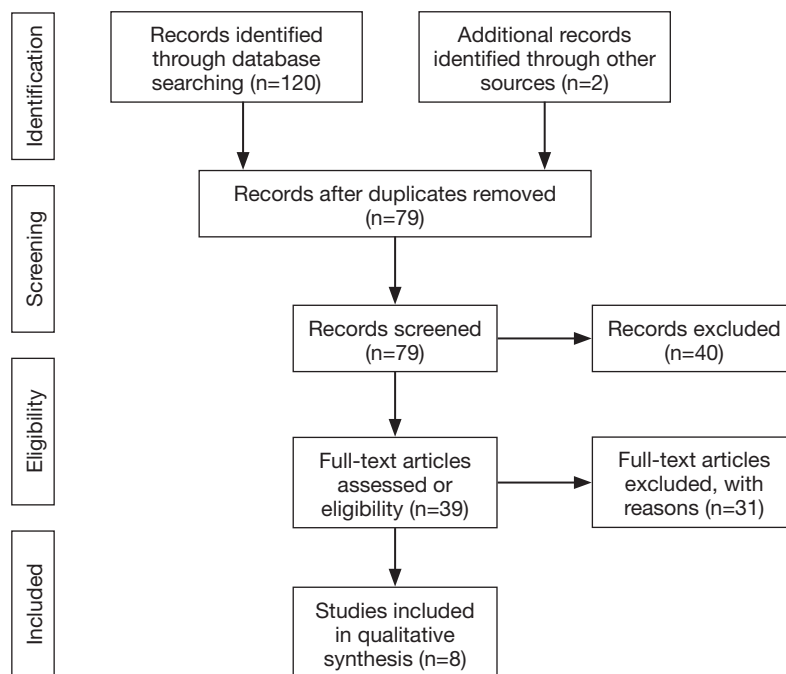 Identification
Records identified
through database
searching (n=120)
Additional records
identified through other
sources (n=2)
Screening
Records after duplicates removed
(n=79)
Records screened
(n=79)
Records excluded
(n=40)
Eligibility
Full-text articles
assessed or
eligibility (n=39)
Full-text articles
excluded, with
reasons (n=31)
Included
Studies included
in qualitative
synthesis (n=8)